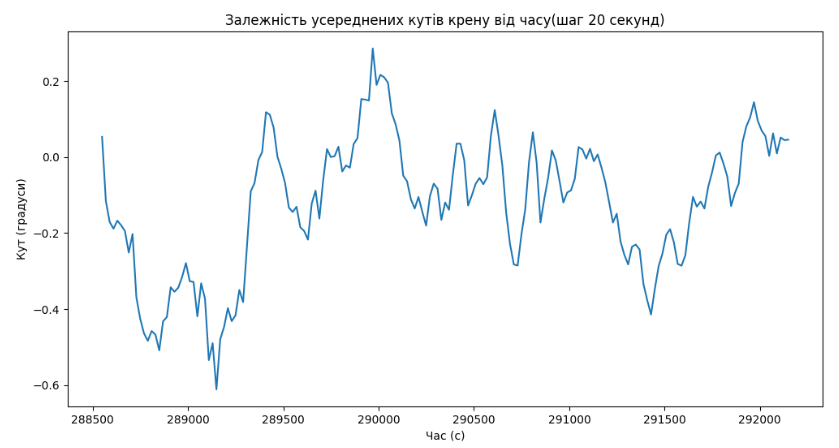 Залежність усереднених кутів крену від часу(шаг 20 секунд)
0.2
0.0
−0.2
−0.4
−0.6
Кут (градуси)
288500 289000 289500 290000 290500 291000 291500 292000
Час (с)